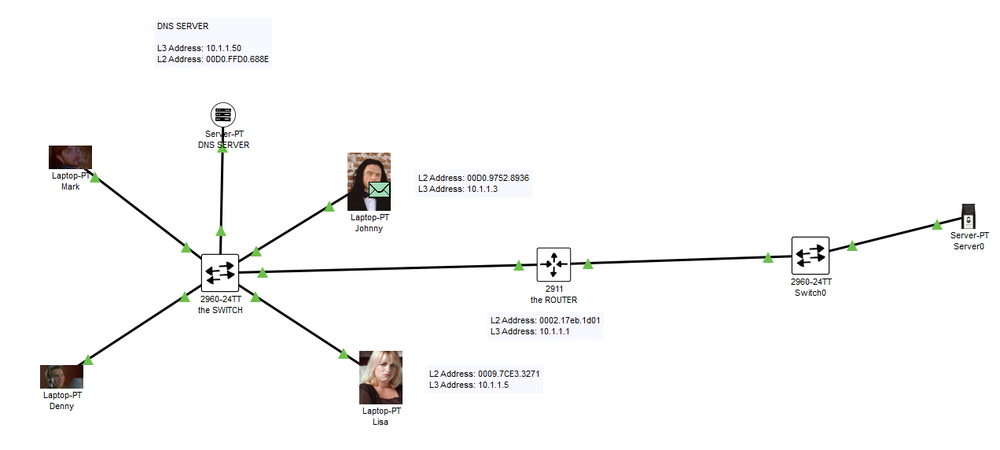 DNS SERVER
L3 Address: 10.1.1.50
L2 Address: 00D0.FFD0.688E
Server-PT
DNS SERVER
Laptop-PT
Mark
L2 Address: 00D0.9752.8936
L3 Address: 10.1.1.3
Laptop-PT
Johnny
Server-PT
Server0
2960-24TT
the SWITCH
2911
the ROUTER
2960-24TT
Switch0
L2 Address: 0002.17eb.1d01
L3 Address: 10.1.1.1
L2 Address: 0009.7CE3.3271
L3 Address: 10.1.1.5
Laptop-PT
Denny
Laptop-PT
Lisa